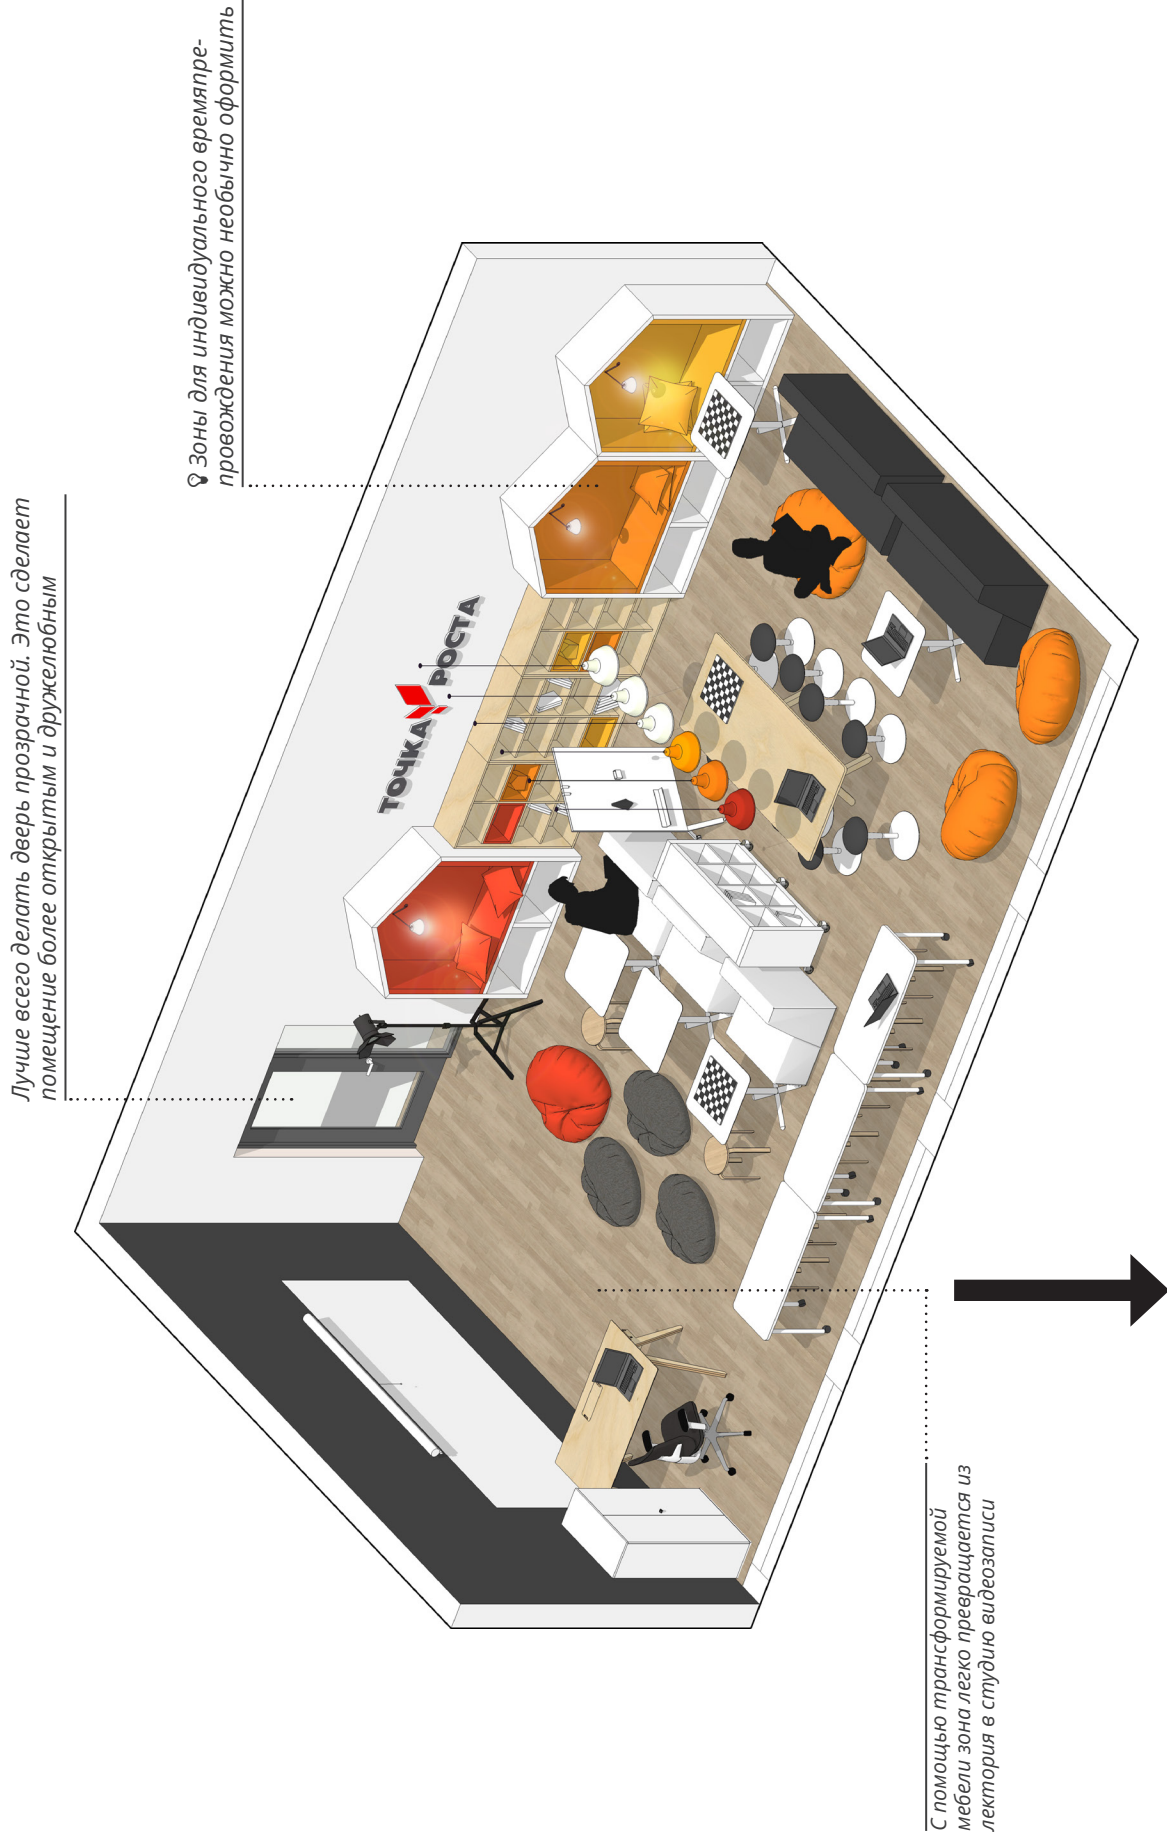 Лучше всего делать дверь прозрачной. Это сделает
помещение более открытым и дружелюбным
Зоны для индивидуального времяпре-
провождения можно необычно оформить
ТОЧКА РОСТА
С помощью трансформируемой
мебели зона легко превращается из
лектория в студию видеозаписи